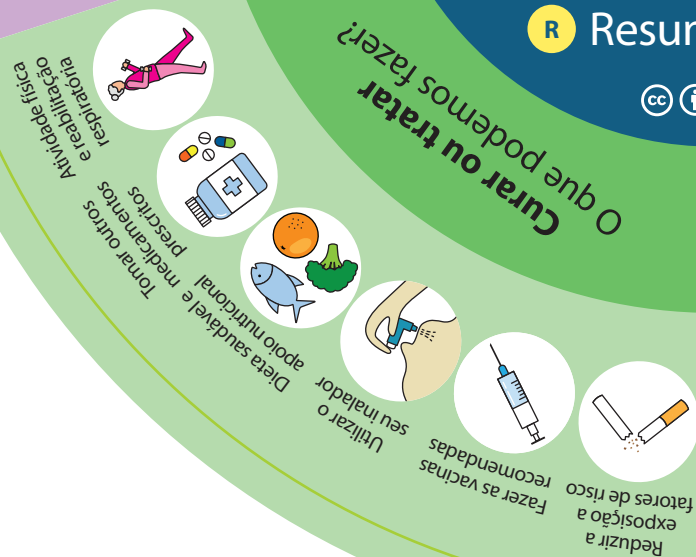 R
cc
Curar ou tratar
O que podemos fazer?
Reduzir a
exposição a
fatores de risco
Fazer as vacinas
recomendadas
Utilizar o
seu inalador
Dieta saudável e
apoio nutricional
Tomar outros
medicamentos
prescritos
Atividade física
e reabilitação
respiratória